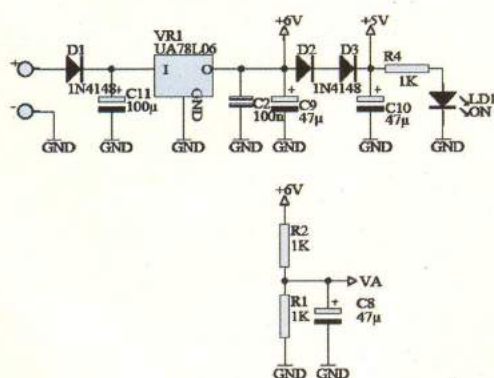 +6V
+5V
VR1
UA78L06
D1
D2
D3
R4
+
I
O
1N4148
+
C11
100µ
GND
C2
100n
+
C9
47µ
1N4148
+
C10
47µ
1K
LD1
ON
-
GND
GND
GND
GND
GND
GND
GND
+6V
R2
1K
VA
R1
1K
+
C8
47µ
GND
GND